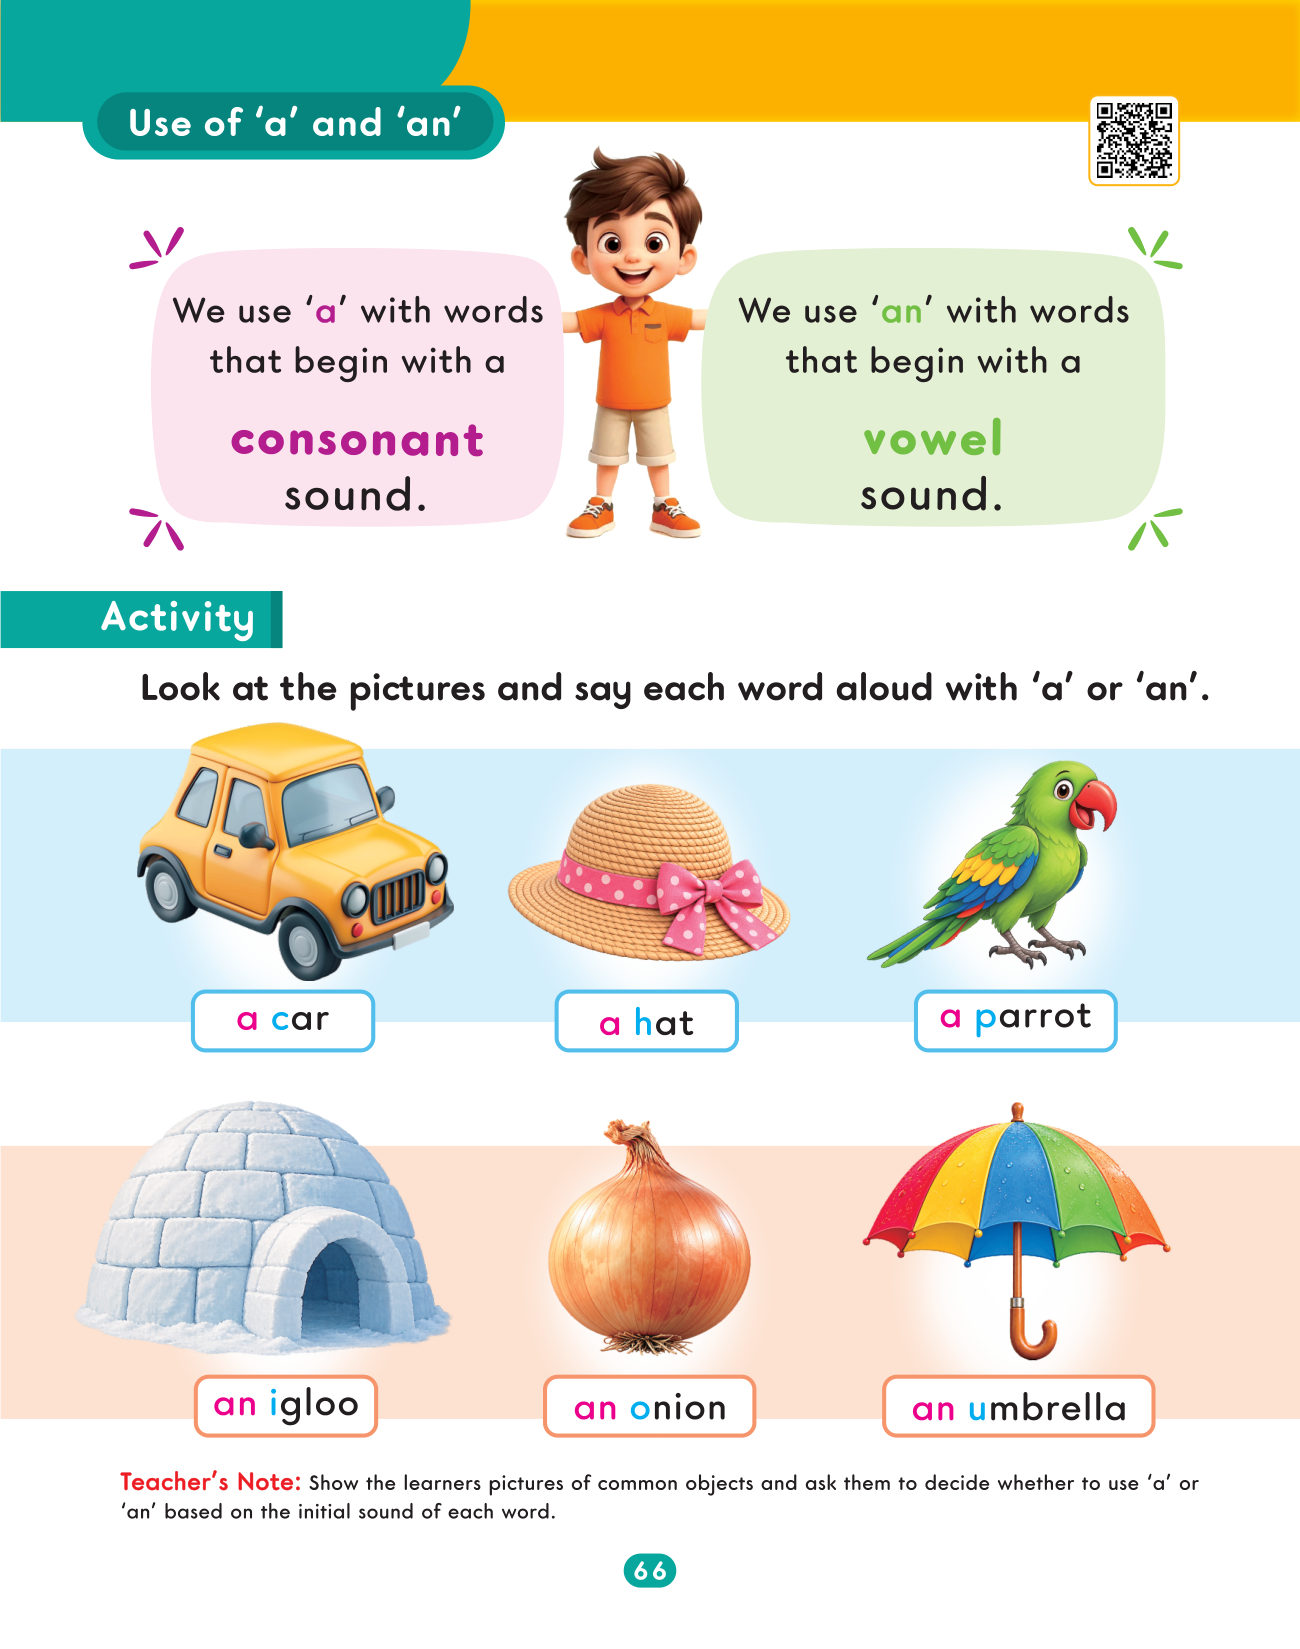 Use of ‘a’ and ‘an’
We use ‘a’ with words
that begin with a
consonant
sound.
We use ‘an’ with words
that begin with a
vowel
sound.
Activity
Look at the pictures and say each word aloud with ‘a’ or ‘an’.
a car
a hat
a parrot
an igloo
an onion
an umbrella
Teacher’s Note: Show the learners pictures of common objects and ask them to decide whether to use ‘a’ or
‘an’ based on the initial sound of each word.
66